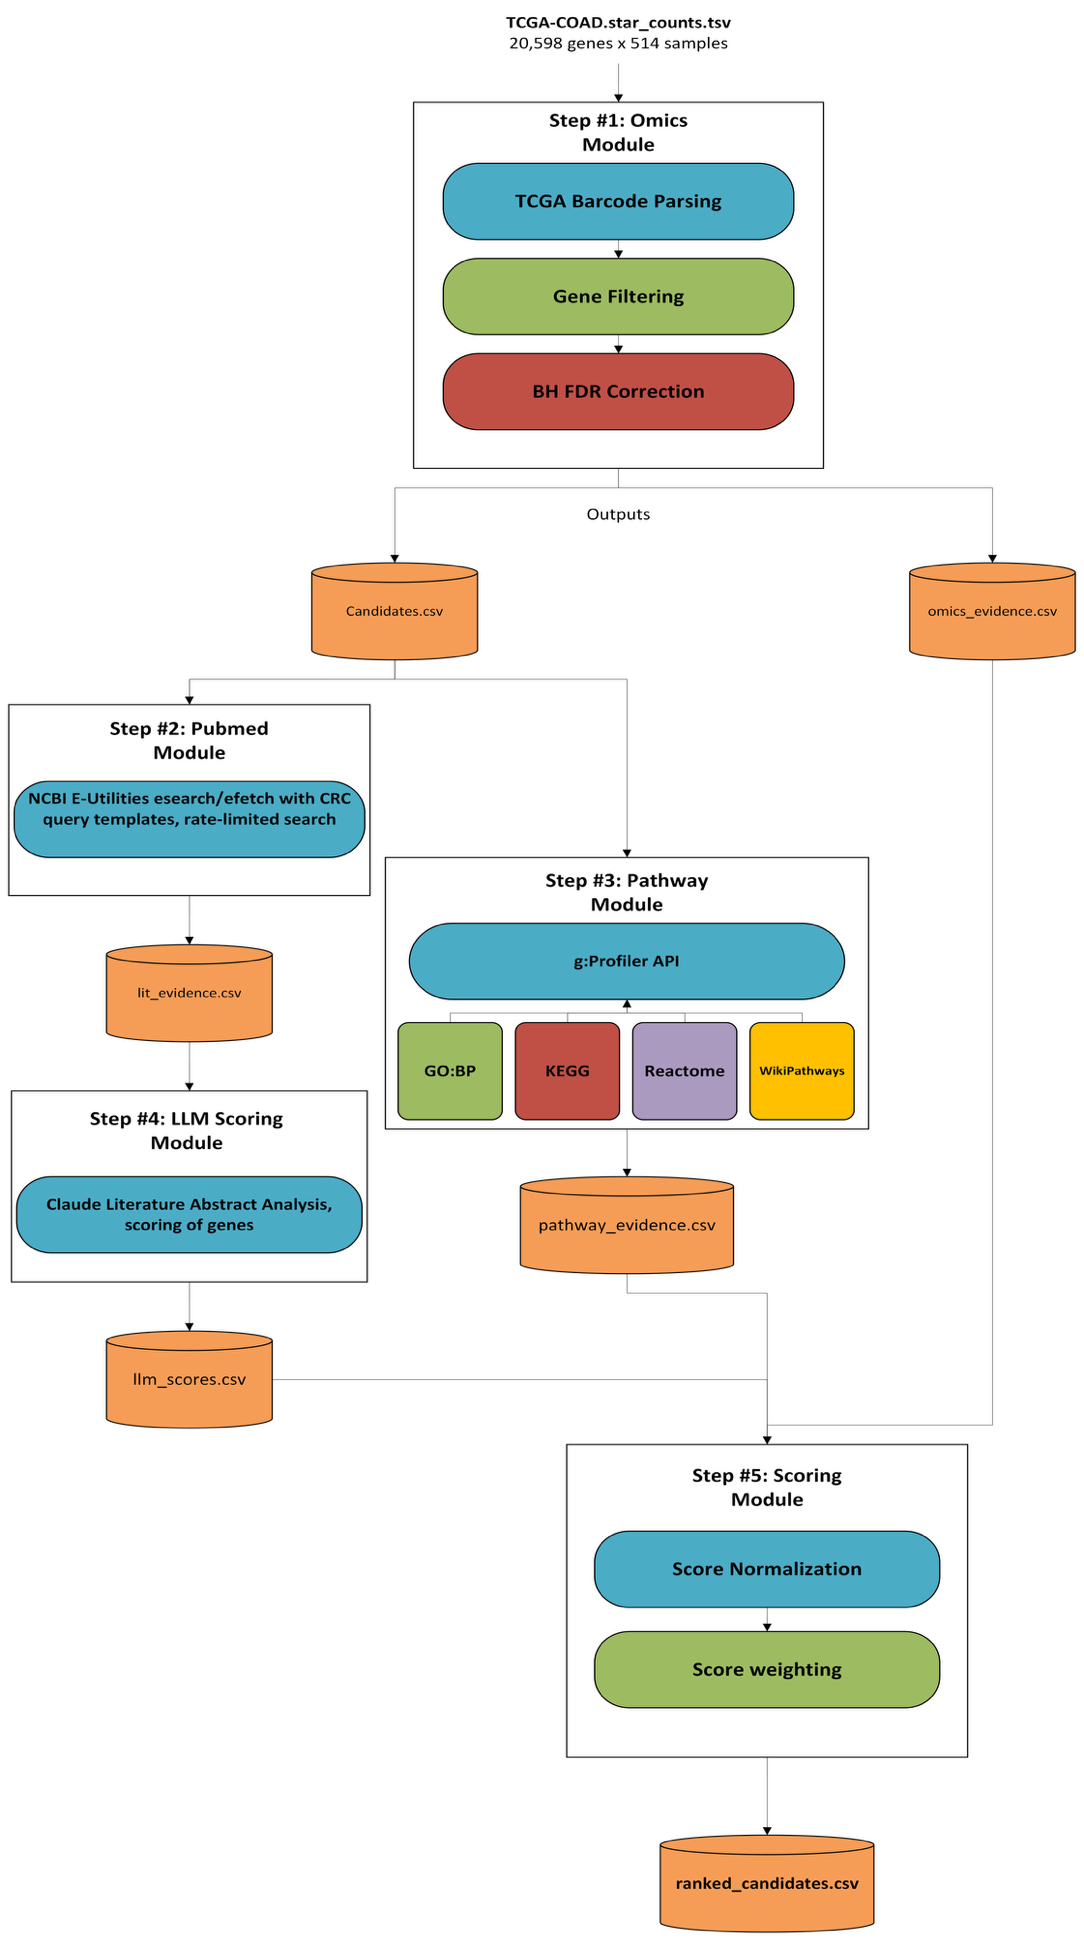 TCGA-COAD.star_counts.tsv
20,598 genes x 514 samples
Step #1: Omics
Module
TCGA Barcode Parsing
Gene Filtering
BH FDR Correction
Outputs
Candidates.csv
omics_evidence.csv
Step #2: Pubmed
Module
NCBI E-Utilities esearch/efetch with CRC
query templates, rate-limited search
Step #3: Pathway
Module
g:Profiler API
GO:BP
KEGG
Reactome
WikiPathways
lit_evidence.csv
Step #4: LLM Scoring
Module
Claude Literature Abstract Analysis,
scoring of genes
pathway_evidence.csv
llm_scores.csv
Step #5: Scoring
Module
Score Normalization
Score weighting
ranked_candidates.csv